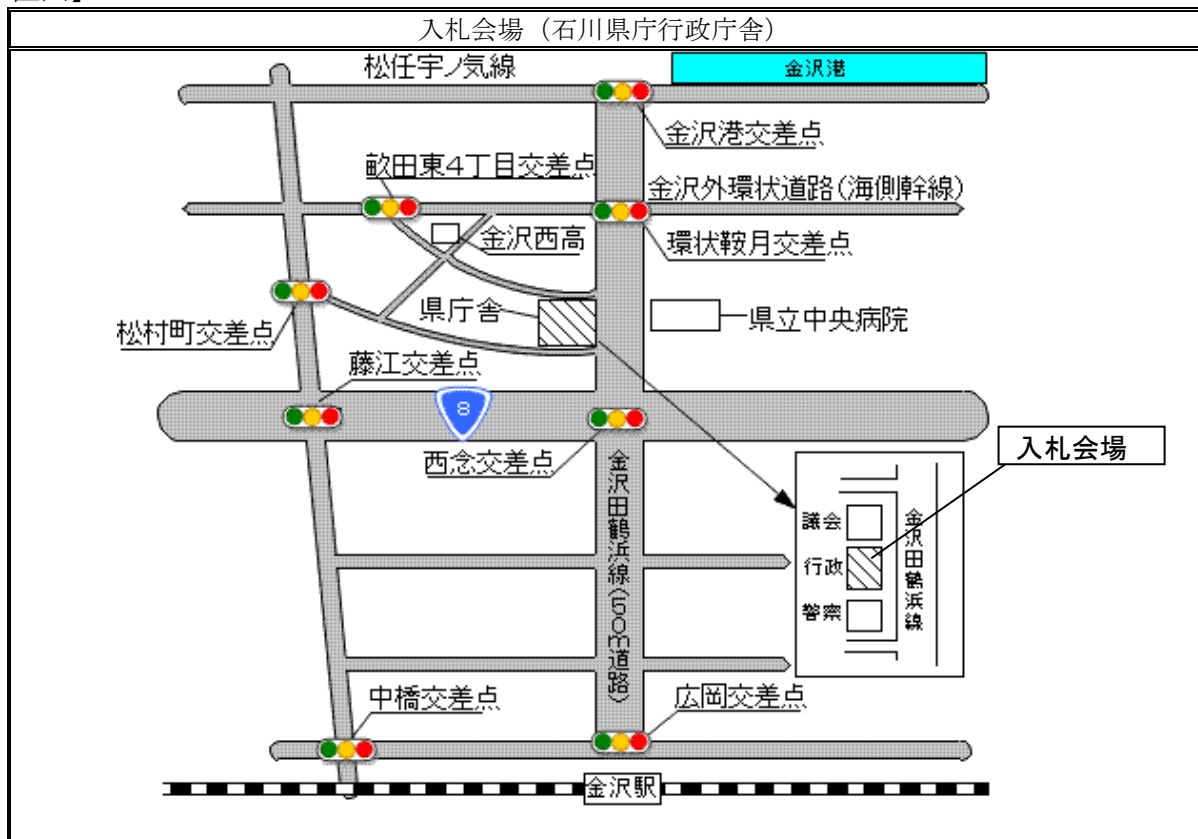 入札会場（石川県庁行政庁舎）
松任宇ノ気線
金沢港
金沢港交差点
畝田東4丁目交差点
金沢外環状道路(海側幹線)
金沢西高
環状鞍月交差点
県庁舎
県立中央病院
松村町交差点
藤江交差点
8
西念交差点
入札会場
金沢田鶴浜線(50m道路)
議会
行政
警察
金沢田鶴浜線
中橋交差点
広岡交差点
金沢駅